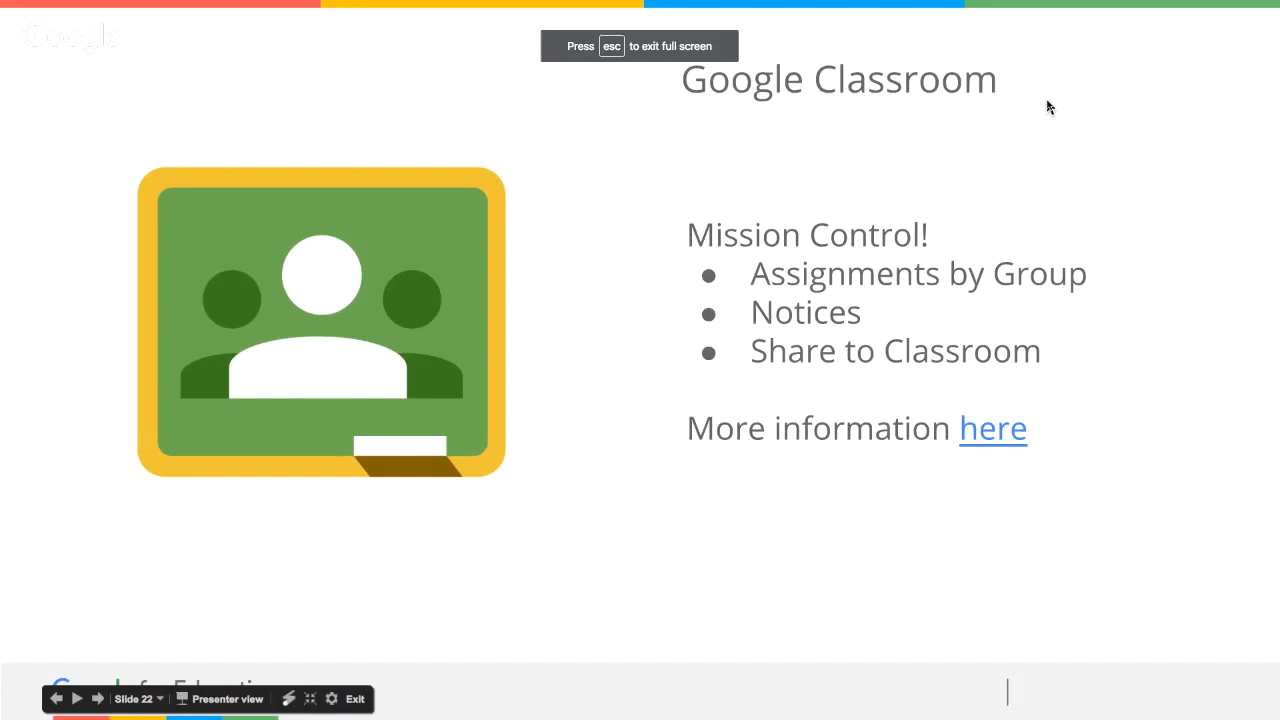 Google
Press esc to exit full screen
Google Classroom
Mission Control!
● Assignments by Group
● Notices
● Share to Classroom
More information here
Slide 22
Presenter view
Exit